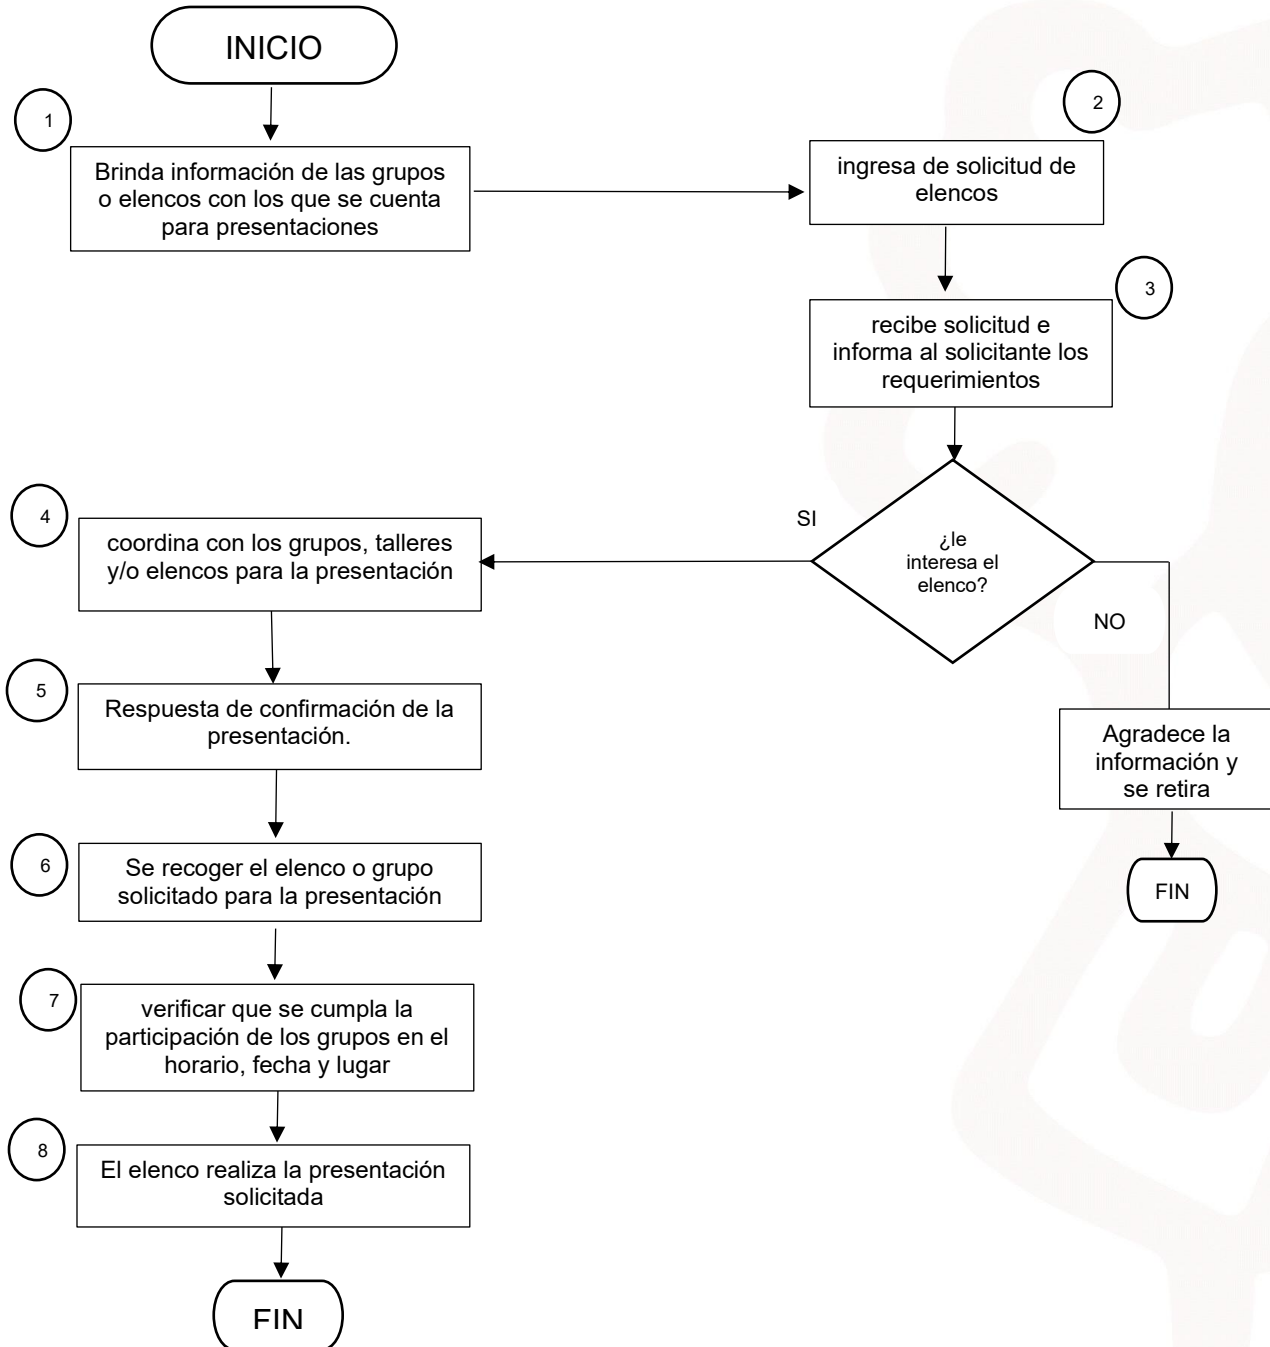 INICIO
1
Brinda información de las grupos
o elencos con los que se cuenta
para presentaciones
2
ingresa de solicitud de
elencos
3
recibe solicitud e
informa al solicitante los
requerimientos
¿le
interesa el
elenco?
SI
NO
4
coordina con los grupos, talleres
y/o elencos para la presentación
5
Respuesta de confirmación de la
presentación.
Agradece la
información y
se retira
FIN
6
Se recoger el elenco o grupo
solicitado para la presentación
7
verificar que se cumpla la
participación de los grupos en el
horario, fecha y lugar
8
El elenco realiza la presentación
solicitada
FIN